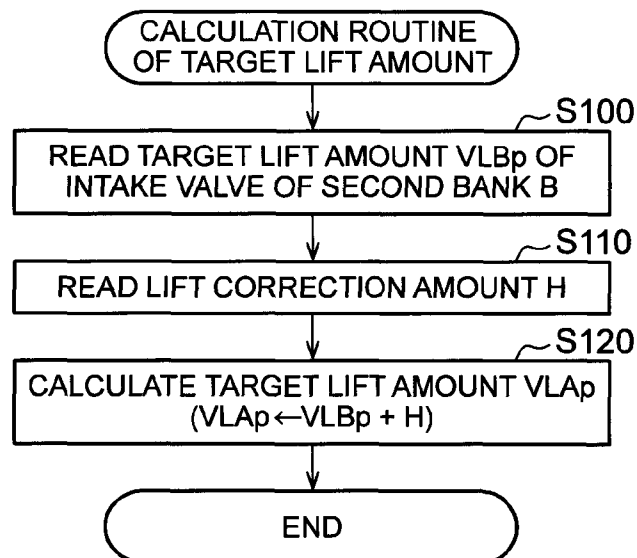 CALCULATION ROUTINE
OF TARGET LIFT AMOUNT
S100
READ TARGET LIFT AMOUNT VLBp OF
INTAKE VALVE OF SECOND BANK B
S110
READ LIFT CORRECTION AMOUNT H
S120
CALCULATE TARGET LIFT AMOUNT VLAp
(VLAp←VLBp + H)
END